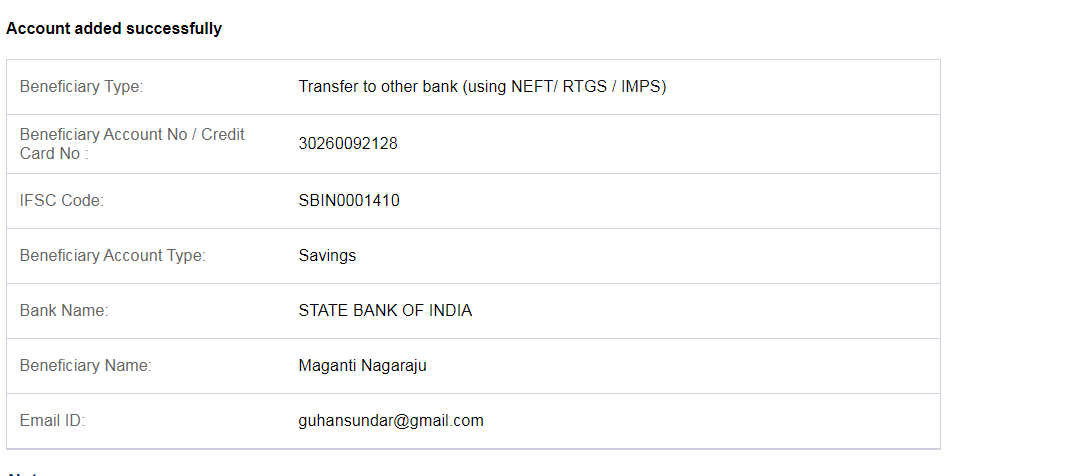 Account added successfully
Beneficiary Type: Transfer to other bank (using NEFT/ RTGS / IMPS)
Beneficiary Account No / Credit
Card No : 30260092128
IFSC Code: SBIN0001410
Beneficiary Account Type: Savings
Bank Name: STATE BANK OF INDIA
Beneficiary Name: Maganti Nagaraju
Email ID: guhansundar@gmail.com